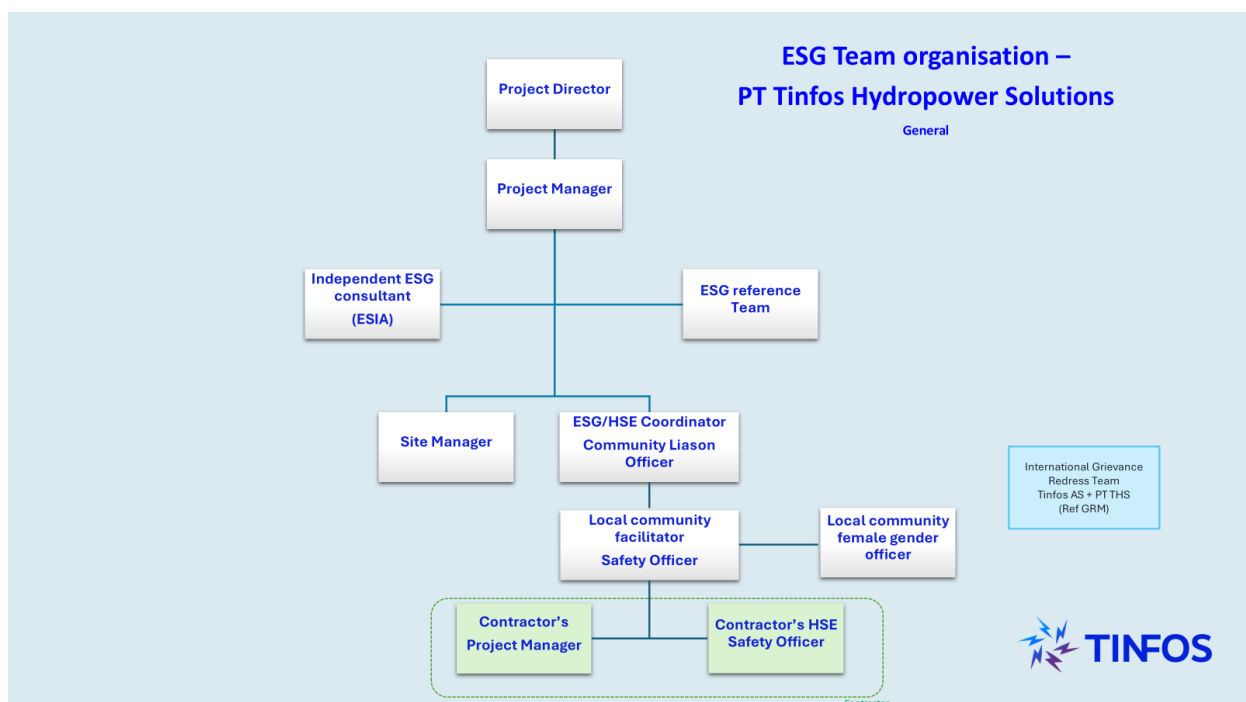 ESG Team organisation –
PT Tinfos Hydropower Solutions
General
Project Director
Project Manager
Independent ESG
consultant
(ESIA)
ESG reference
Team
Site Manager
ESG/HSE Coordinator
Community Liason
Officer
International Grievance
Redress Team
Tinfos AS + PT THS
(Ref GRM)
Local community
facilitator
Safety Officer
Local community
female gender
officer
Contractor's
Project Manager
Contractor's HSE
Safety Officer
TINFOS